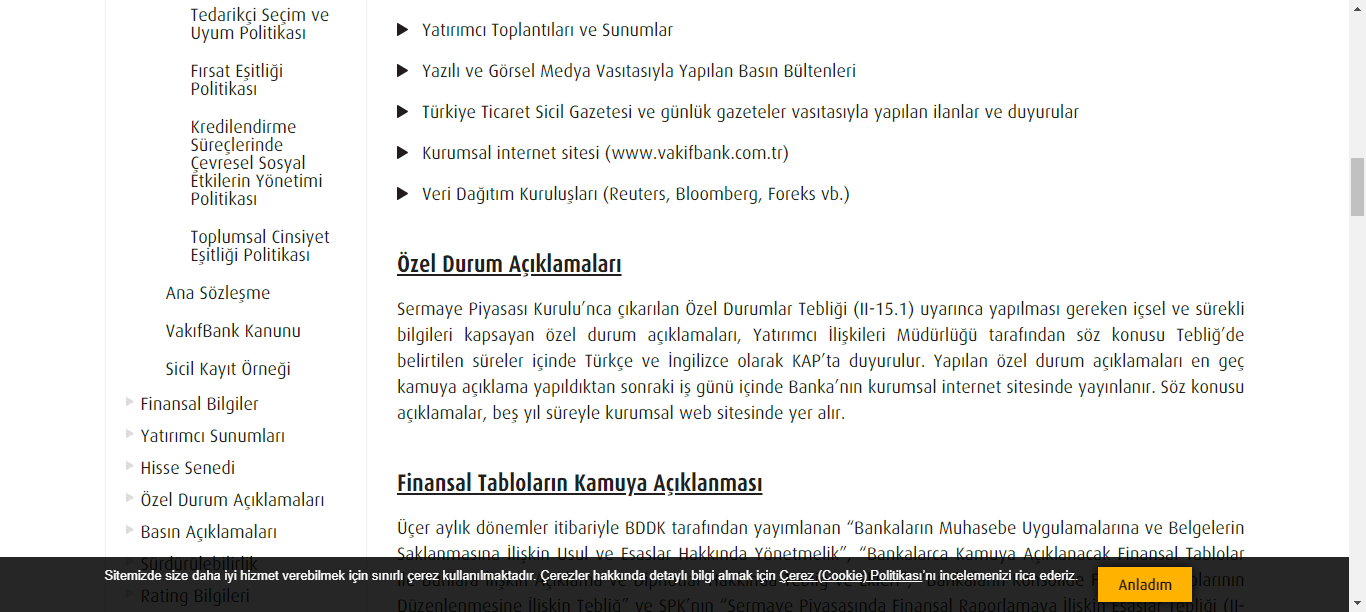 Tedarikçi Seçim ve
Uyum Politikası
Fırsat Eşitliği
Politikası
Kredilendirme
Süreçlerinde
Çevresel Sosyal
Etkilerin Yönetimi
Politikası
Toplumsal Cinsiyet
Eşitliği Politikası
Ana Sözleşme
VakıfBank Kanunu
Sicil Kayıt Örneği
Finansal Bilgiler
Yatırımcı Sunumları
Hisse Senedi
Özel Durum Açıklamaları
Basın Açıklamaları
Sürdürülebilirlik
Rating Bilgileri
Yatırımcı Toplantıları ve Sunumlar
Yazılı ve Görsel Medya Vasıtasıyla Yapılan Basın Bültenleri
Türkiye Ticaret Sicil Gazetesi ve günlük gazeteler vasıtasıyla yapılan ilanlar ve duyurular
Kurumsal internet sitesi (www.vakifbank.com.tr)
Veri Dağıtım Kuruluşları (Reuters, Bloomberg, Foreks vb.)
Özel Durum Açıklamaları
Sermaye Piyasası Kurulu’nca çıkarılan Özel Durumlar Tebliği (II-15.1) uyarınca yapılması gereken içsel ve sürekli
bilgileri kapsayan özel durum açıklamaları, Yatırımcı İlişkileri Müdürlüğü tarafından söz konusu Tebliğ’de
belirtilen süreler içinde Türkçe ve İngilizce olarak KAP’ta duyurulur. Yapılan özel durum açıklamaları en geç
kamuya açıklama yapıldıktan sonraki iş günü içinde Banka’nın kurumsal internet sitesinde yayınlanır. Söz konusu
açıklamalar, beş yıl süreyle kurumsal web sitesinde yer alır.
Finansal Tabloların Kamuya Açıklanması
Üçer aylık dönemler itibariyle BDDK tarafından yayımlanan “Bankaların Muhasebe Uygulamalarına ve Belgelerin
Saklanmasına İlişkin Usul ve Esaslar Hakkında Yönetmelik”, “Bankalarca Kamuya Açıklanacak Finansal Tablolar
Düzenlenmesine İlişkin Tebliğ” ve SPK’nın “Sermaye Piyasasında Finansal Raporlamaya İlişkin Esaslar Tebliği (II-
Sitemizde size daha iyi hizmet verebilmek için sınırlı çerez kullanılmaktadır. Çerezler hakkında detaylı bilgi almak için Çerez (Cookie) Politikası’nı incelemenizi rica ederiz.
Anladım